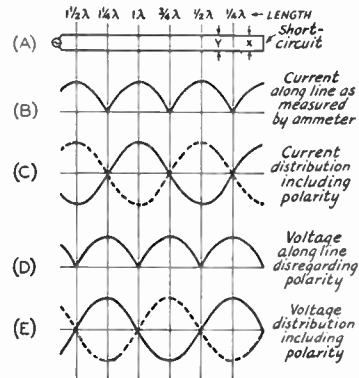 1½λ 1¼λ 1λ ¾λ ½λ ¼λ ← LENGTH
(A)
Y X
Short-
circuit
(B)
Current
along line as
measured
by ammeter
(C)
Current
distribution
including
polarity
(D)
Voltage
along line
disregarding
polarity
(E)
Voltage
distribution
including
polarity